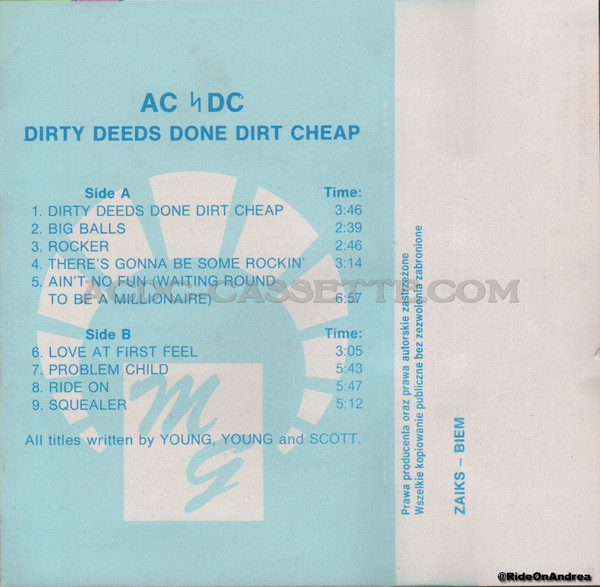 AC ϟ DC
DIRTY DEEDS DONE DIRT CHEAP
Side A Time:
1. DIRTY DEEDS DONE DIRT CHEAP 3:46
2. BIG BALLS 2:39
3. ROCKER 2:46
4. THERE'S GONNA BE SOME ROCKIN' 3:14
5. AIN'T NO FUN (WAITING ROUND
TO BE A MILLIONAIRE) 6:57
ACDC-CASSETTE.COM
Side B Time:
6. LOVE AT FIRST FEEL 3:05
7. PROBLEM CHILD 5:43
8. RIDE ON 5:47
9. SQUEALER 5:12
All titles written by YOUNG, YOUNG and SCOTT.
MG
Prawa producenta oraz prawa autorskie zastrzeżone
Wszelkie kopiowanie publiczne bez zezwolenia zabronione
ZAIKS – BIEM
@RideOnAndrea